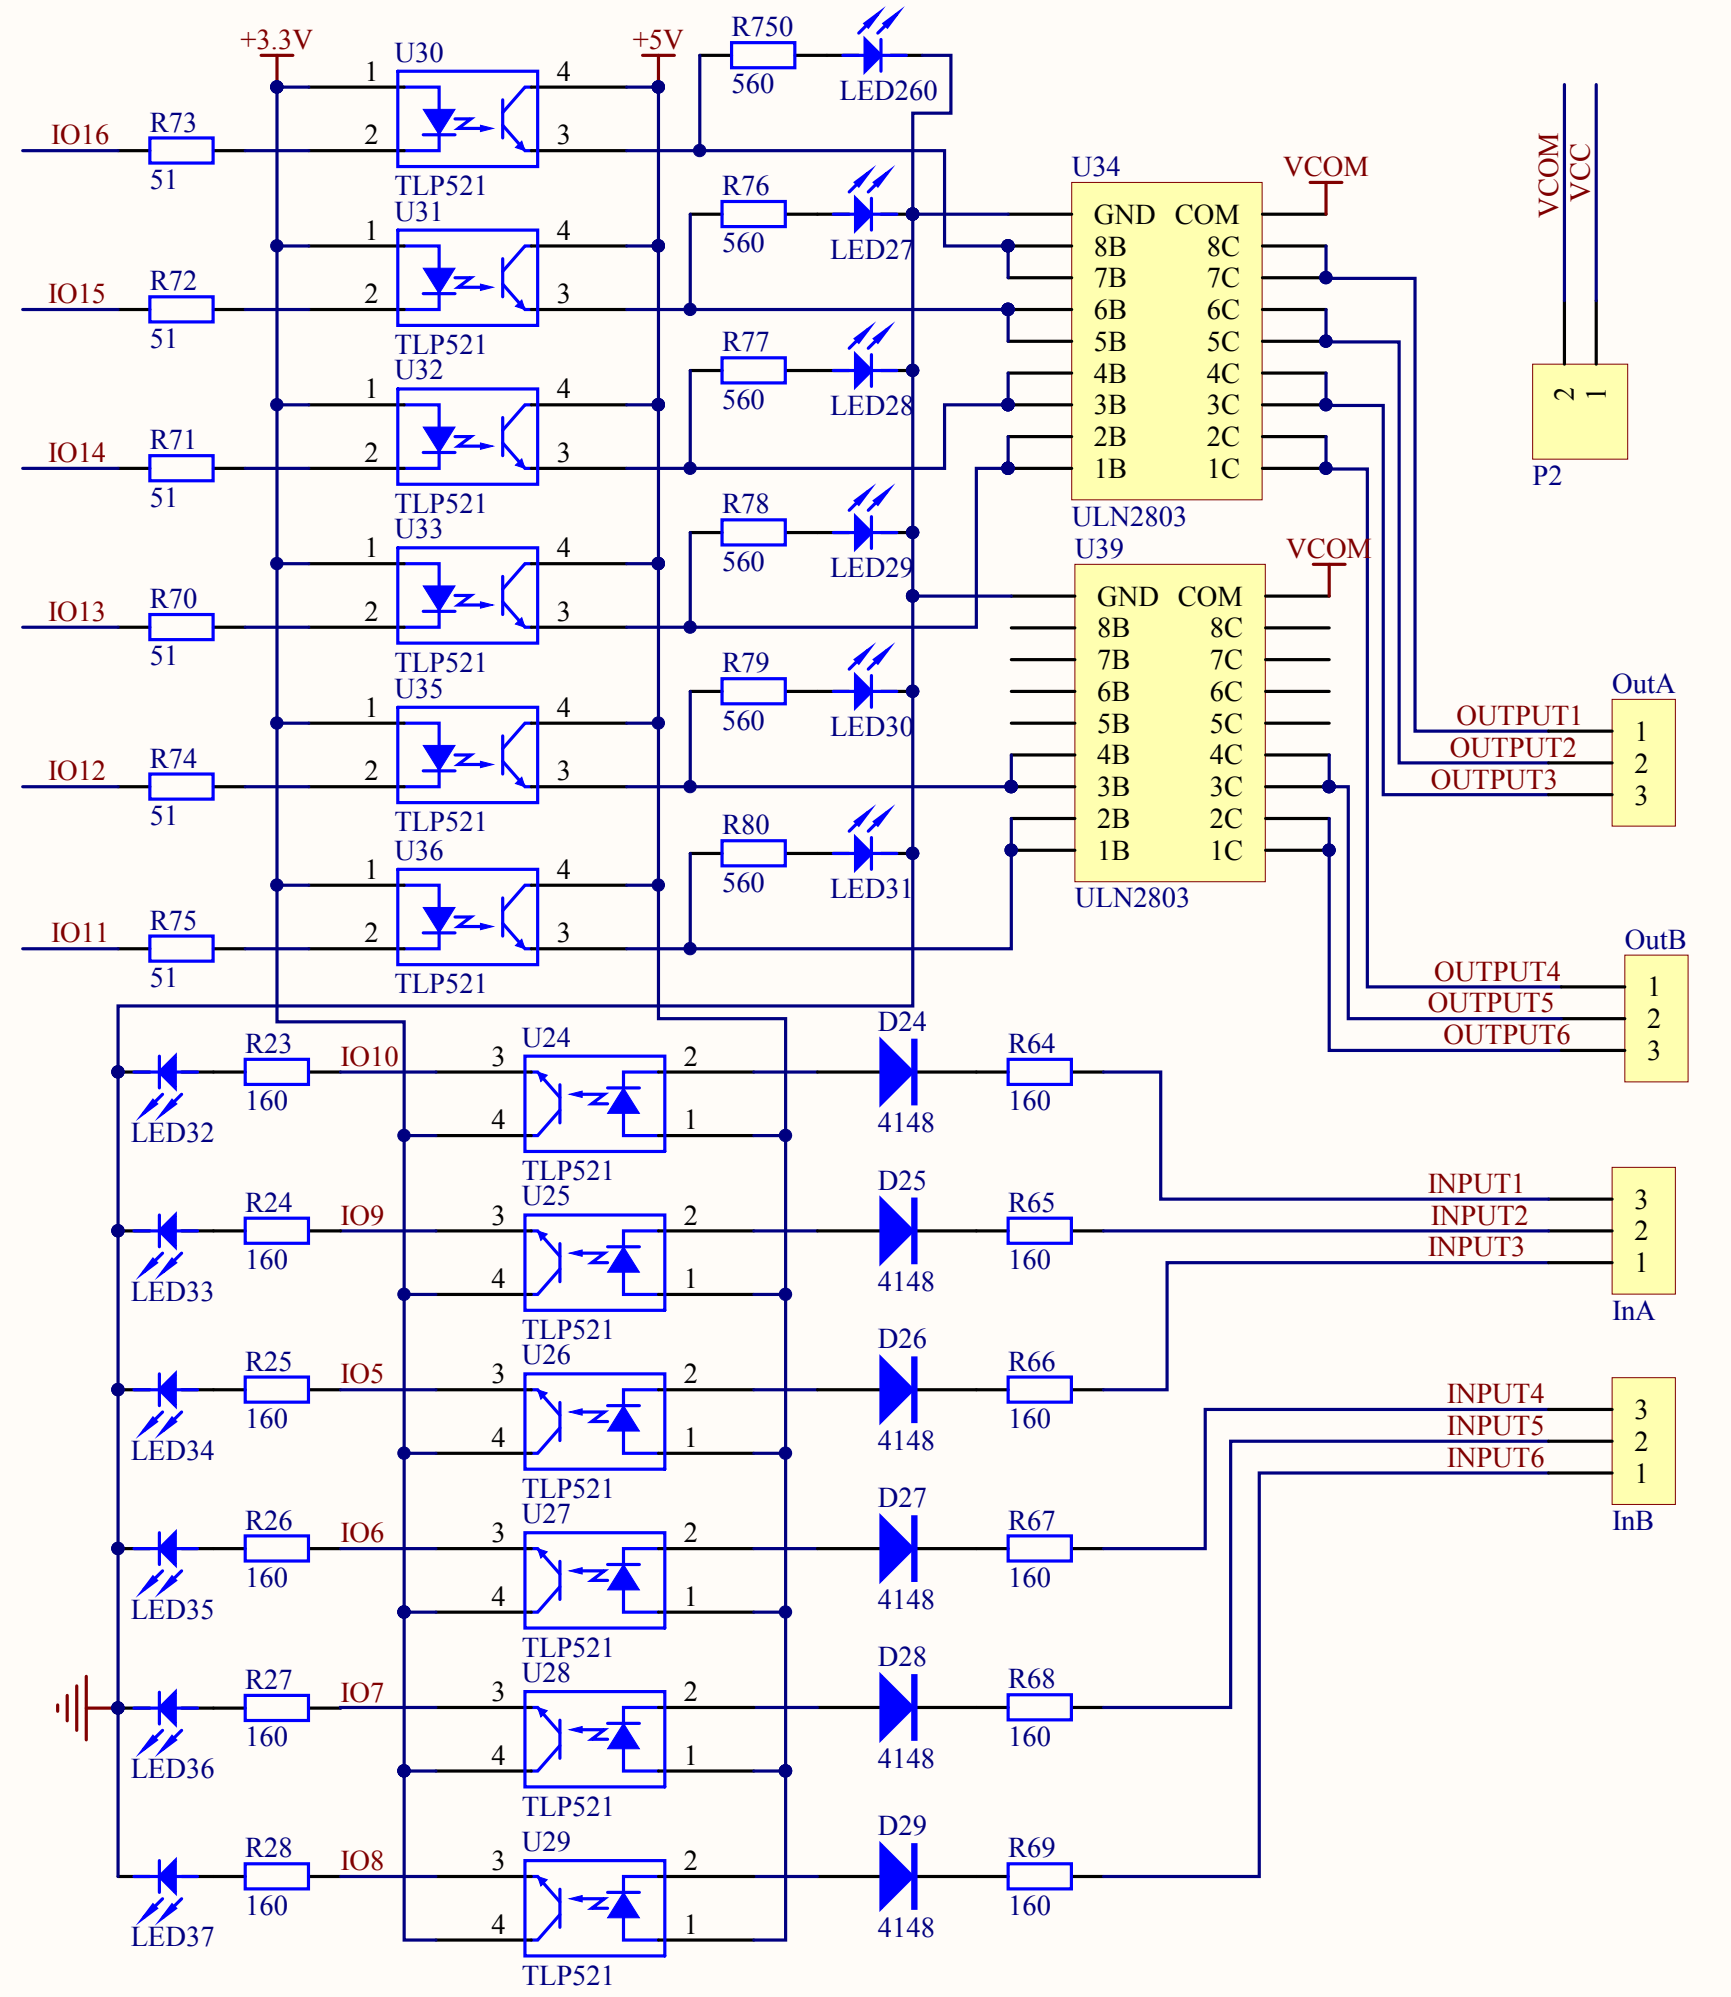 +3.3V
+5V
R750
560
LED260
U30
1
4
2
3
TLP521
IO16
R73
51
R76
560
LED27
U31
1
4
2
3
TLP521
IO15
R72
51
R77
560
LED28
U32
1
4
2
3
TLP521
IO14
R71
51
R78
560
LED29
U33
1
4
2
3
TLP521
IO13
R70
51
R79
560
LED30
U35
1
4
2
3
TLP521
IO12
R74
51
R80
560
LED31
U36
1
4
2
3
TLP521
IO11
R75
51
U34
VCOM
GND COM
8B 8C
7B 7C
6B 6C
5B 5C
4B 4C
3B 3C
2B 2C
1B 1C
ULN2803
U39
VCOM
GND COM
8B 8C
7B 7C
6B 6C
5B 5C
4B 4C
3B 3C
2B 2C
1B 1C
ULN2803
VCOM
VCC
2
1
P2
OutA
OUTPUT1 1
OUTPUT2 2
OUTPUT3 3
OutB
OUTPUT4 1
OUTPUT5 2
OUTPUT6 3
LED32
R23
160
IO10
U24
3
2
4
1
TLP521
D24
4148
R64
160
LED33
R24
160
IO9
U25
3
2
4
1
TLP521
D25
4148
R65
160
LED34
R25
160
IO5
U26
3
2
4
1
TLP521
D26
4148
R66
160
LED35
R26
160
IO6
U27
3
2
4
1
TLP521
D27
4148
R67
160
LED36
R27
160
IO7
U28
3
2
4
1
TLP521
D28
4148
R68
160
LED37
R28
160
IO8
U29
3
2
4
1
TLP521
D29
4148
R69
160
INPUT1 3
INPUT2 2
INPUT3 1
InA
INPUT4 3
INPUT5 2
INPUT6 1
InB